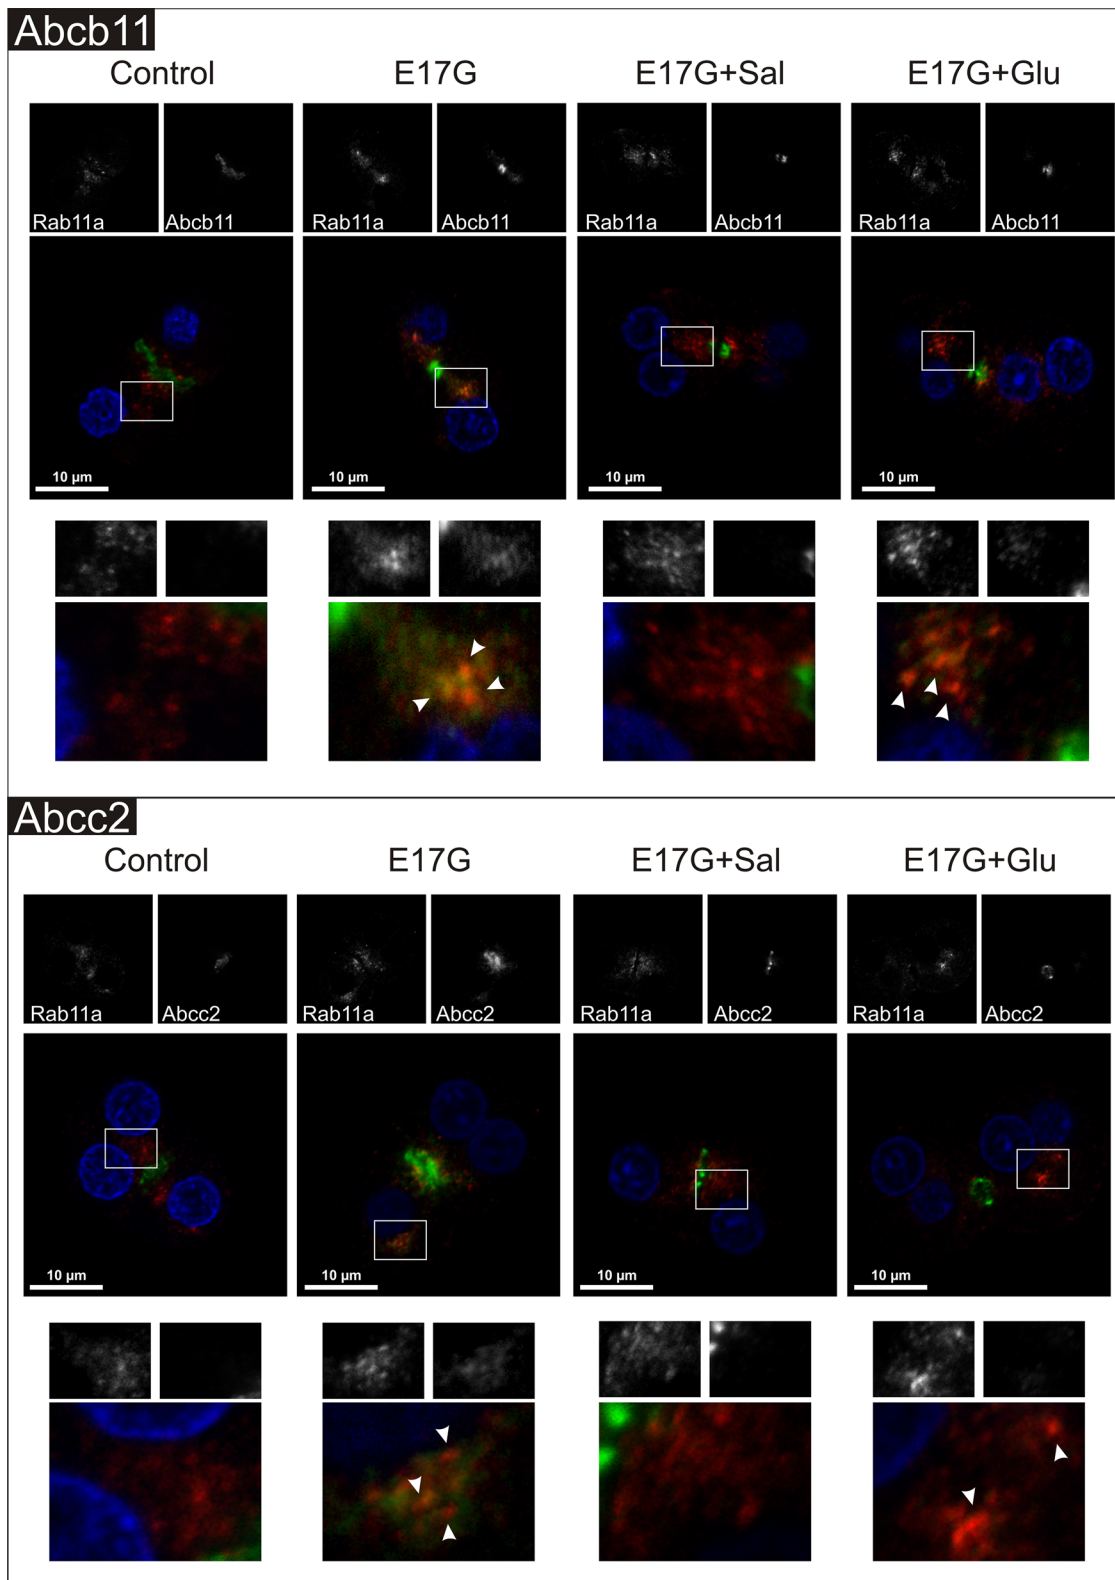 Abcb11
Control E17G E17G+Sal E17G+Glu
Rab11a Abcb11 Rab11a Abcb11 Rab11a Abcb11 Rab11a Abcb11
10 µm 10 µm 10 µm 10 µm
Abcc2
Control E17G E17G+Sal E17G+Glu
Rab11a Abcc2 Rab11a Abcc2 Rab11a Abcc2 Rab11a Abcc2
10 µm 10 µm 10 µm 10 µm